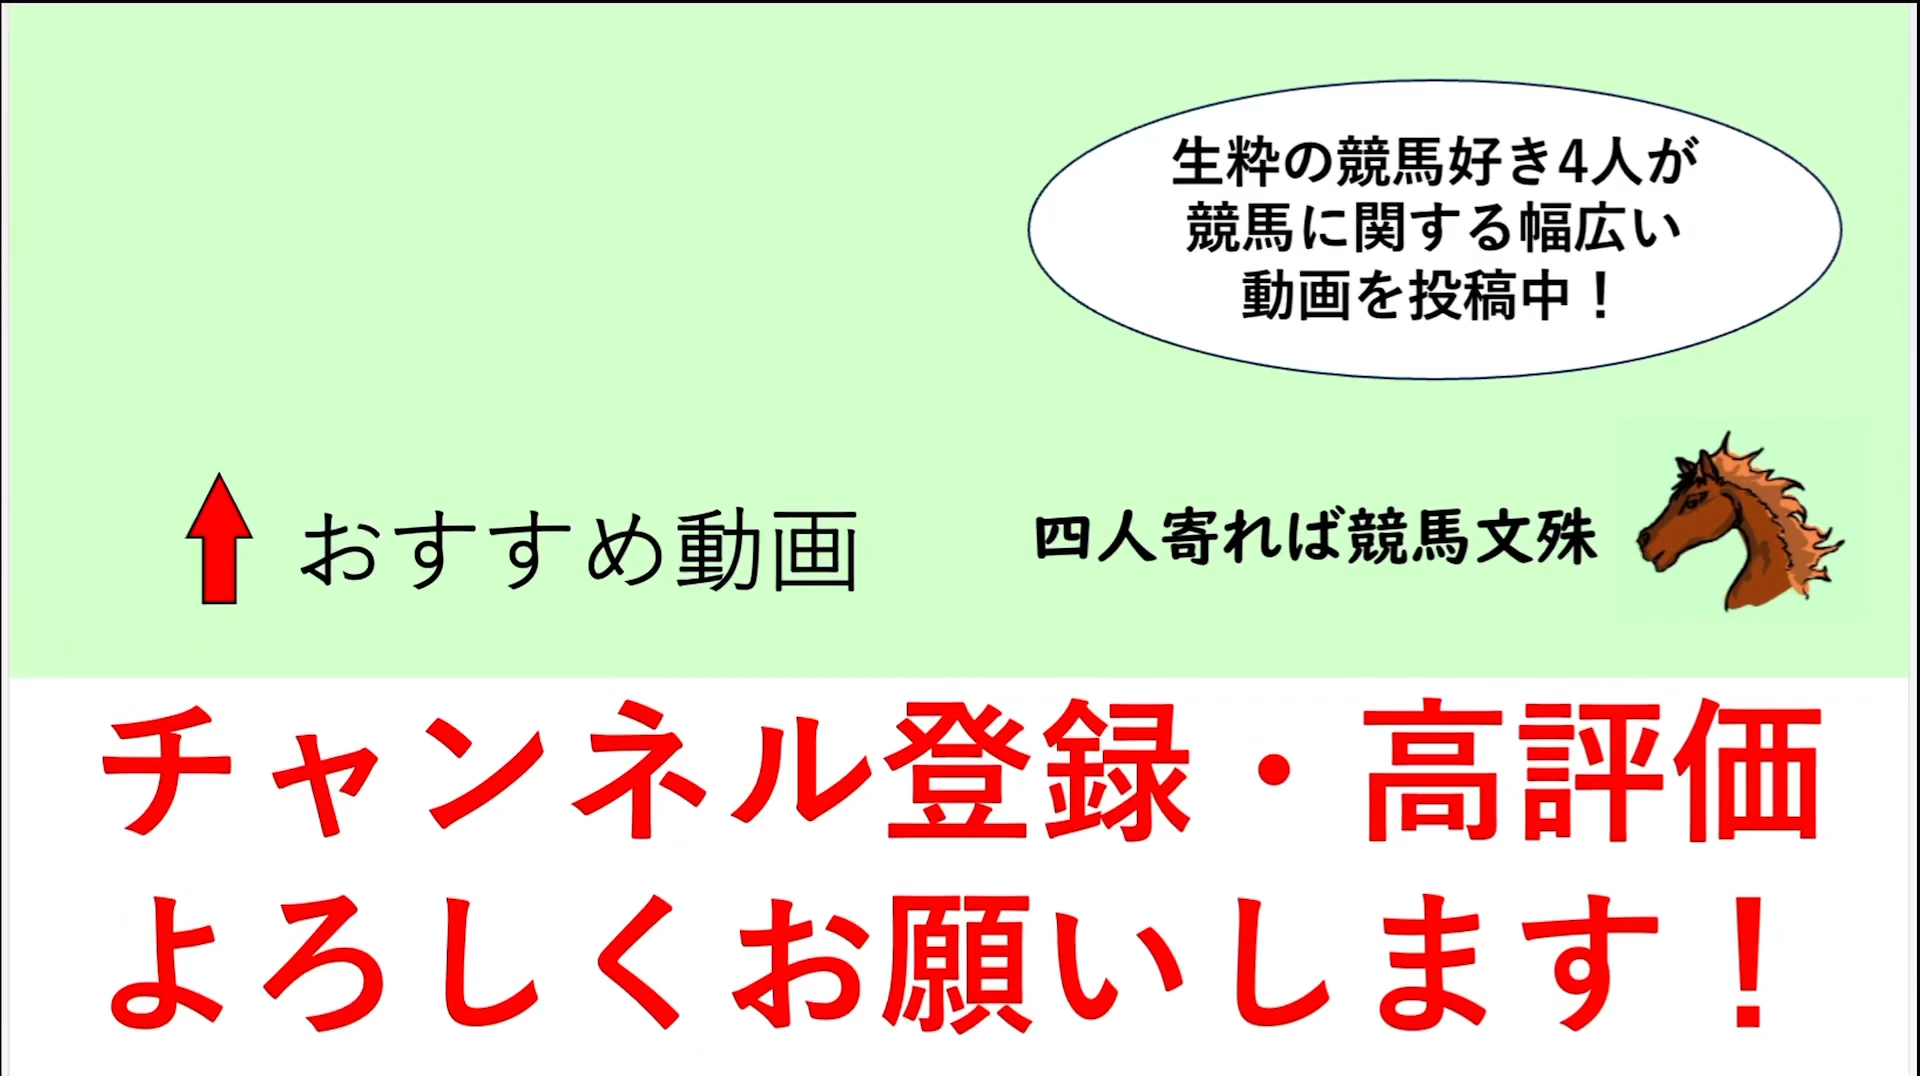 生粋の競馬好き4人が
競馬に関する幅広い
動画を投稿中！
おすすめ動画
四人寄れば競馬文殊
チャンネル登録・高評価
よろしくお願いします！